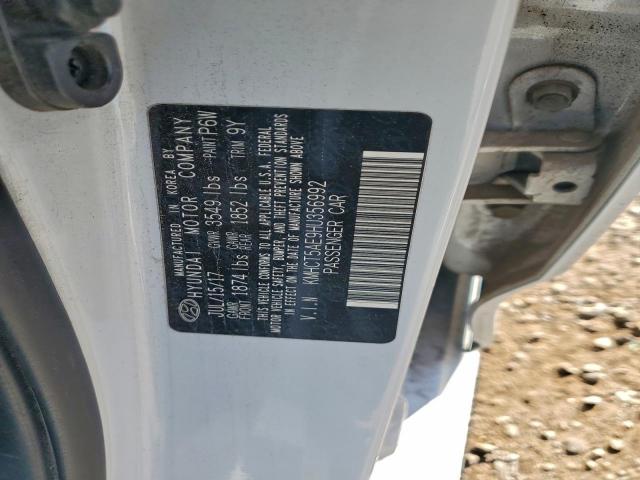 MANUFACTURED IN KOREA BY
HYUNDAI MOTOR COMPANY
JUL/15/17 GVWR 3549 lbs PAINT P6W
GAWR FRONT 1874 lbs GAWR REAR 1852 lbs TRIM 9Y
THIS VEHICLE CONFORMS TO ALL APPLICABLE U.S.A. FEDERAL
MOTOR VEHICLE SAFETY, BUMPER, AND THEFT PREVENTION STANDARDS
IN EFFECT ON THE DATE OF MANUFACTURE SHOWN ABOVE
V.I.N KMHCT5AE9HU356992
PASSENGER CAR